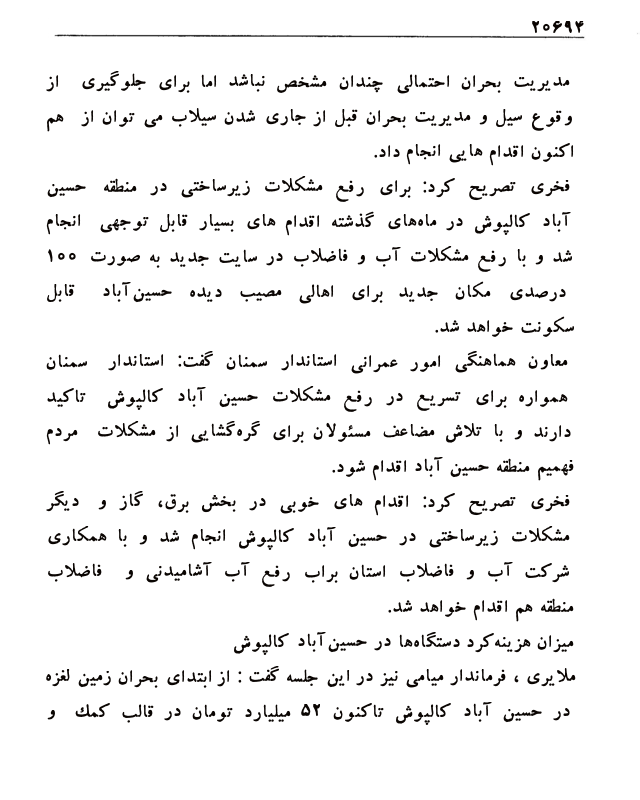 ۲۰۶۹۴
مدیریت بحران احتمالی چندان مشخص نباشد اما برای جلوگیری از
وقوع سیل و مدیریت بحران قبل از جاری شدن سیلاب می توان از هم
اکنون اقدام هایی انجام داد.
فخری تصریح کرد: برای رفع مشکلات زیرساختی در منطقه حسین
آباد کالپوش در ماه‌های گذشته اقدام های بسیار قابل توجهی انجام
شد و با رفع مشکلات آب و فاضلاب در سایت جدید به صورت ۱۰۰
درصدی مکان جدید برای اهالی مصیب دیده حسین‌آباد قابل
سکونت خواهد شد.
معاون هماهنگی امور عمرانی استاندار سمنان گفت: استاندار سمنان
همواره برای تسریع در رفع مشکلات حسین آباد کالپوش تاکید
دارند و با تلاش مضاعف مسئولان برای گره‌گشایی از مشکلات مردم
فهمیم منطقه حسین آباد اقدام شود.
فخری تصریح کرد: اقدام های خوبی در بخش برق، گاز و دیگر
مشکلات زیرساختی در حسین آباد کالپوش انجام شد و با همکاری
شرکت آب و فاضلاب استان براب رفع آب آشامیدنی و فاضلاب
منطقه هم اقدام خواهد شد.
میزان هزینه‌کرد دستگاه‌ها در حسین‌آباد کالپوش
ملایری ، فرماندار میامی نیز در این جلسه گفت : از ابتدای بحران زمین لغزه
در حسین آباد کالپوش تاکنون ۵۲ میلیارد تومان در قالب کمك و